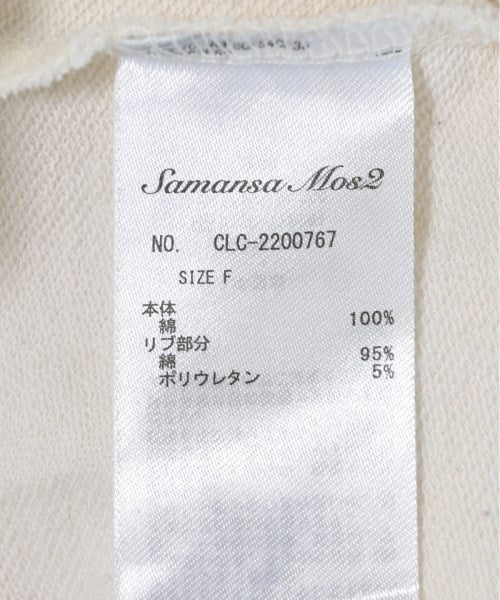 Samansa Mos2
NO. CLC-2200767
SIZE F
本体
綿 100%
リブ部分
綿 95%
ポリウレタン 5%